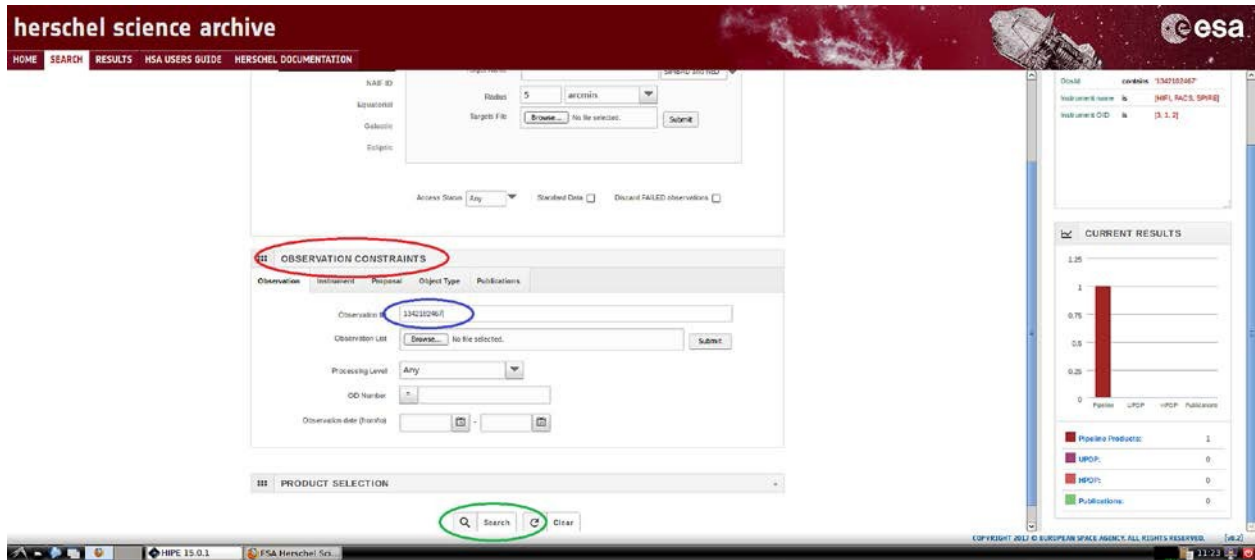 herschel science archive
esa
HOME SEARCH RESULTS HSA USERS GUIDE HERSCHEL DOCUMENTATION
NAIF ID
SIMBAD and NED
Equatorial
Radius 5 arcmin
Galactic
Targets File Browse... No file selected. Submit
Ecliptic
Access Status Any Standard Data Discard FAILED observations
ObsId contains '1342182467'
Instrument name is [HIFI, PACS, SPIRE]
Instrument OID is [3, 1, 2]
OBSERVATION CONSTRAINTS
Observation Instrument Proposal Object Type Publications
Observation 1342182467
Observation List Browse... No file selected. Submit
Processing Level Any
OD Number =
Observation date (from/to) -
PRODUCT SELECTION
Search Clear
CURRENT RESULTS
1.25
1
0.75
0.5
0.25
0
Pipeline UPDP HPDP Publications
Pipeline Products: 1
UPDP: 0
HPDP: 0
Publications: 0
COPYRIGHT 2017 © EUROPEAN SPACE AGENCY. ALL RIGHTS RESERVED. [v8.2]
HIPE 15.0.1 ESA Herschel Sci... 11:23